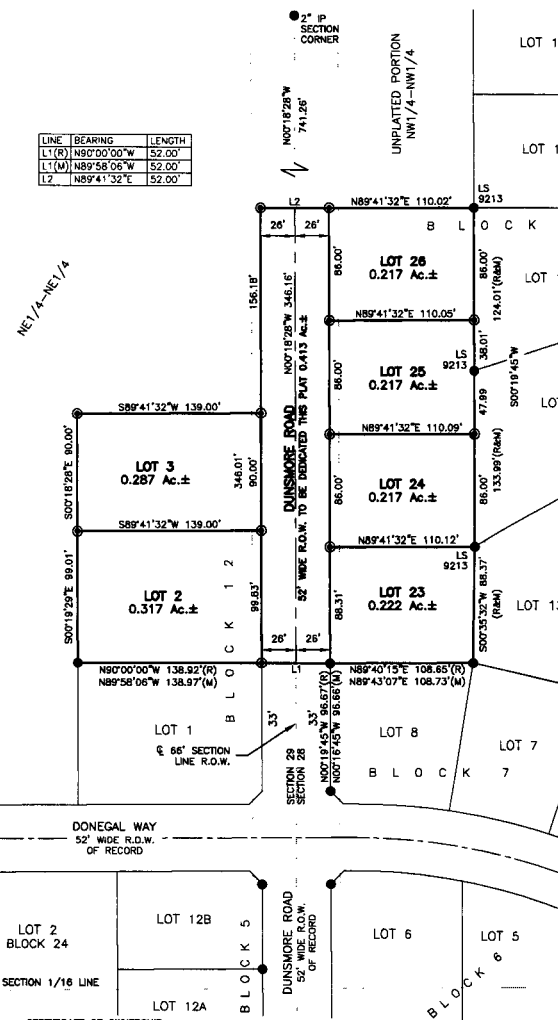 2" IP
SECTION
CORNER
N00°18'28"W
741.26'
UNPLATTED PORTION
NW1/4-NW1/4
LOT 1
LOT 1
LINE BEARING LENGTH
L1(R) N90°00'00"W 52.00'
L1(M) N89°58'06"W 52.00'
L2 N89°41'32"E 52.00'
NE1/4-NE1/4
L2
N89°41'32"E 110.02'
LS
9213
26' 26'
B L O C K
LOT 26
0.217 Ac.±
86.00'
86.00'
124.01'(R&M)
LOT
156.18'
N00°18'28"W 346.16'
N89°41'32"E 110.05'
38.01'
S00°19'45"W
LS
9213
LOT 25
0.217 Ac.±
86.00'
47.99
LO
S89°41'32"W 139.00'
N89°41'32"E 110.09'
DUNSMORE ROAD
52' WIDE R.O.W. TO BE DEDICATED THIS PLAT 0.413 Ac.±
S00°18'28"E 90.00'
LOT 3
0.287 Ac.±
346.01'
90.00'
LOT 24
0.217 Ac.±
86.00'
86.00'
133.99'(R&M)
S89°41'32"W 139.00'
N89°41'32"E 110.12'
LS
9213
S00°19'29"E 99.01'
LOT 2
0.317 Ac.±
BLOCK 12
99.83'
LOT 23
0.222 Ac.±
88.31'
S00°35'32"W 88.37'
(R&M)
LOT 13
26' 26'
N90°00'00"W 138.92'(R)
N89°58'06"W 138.97'(M)
L1
N89°40'15"E 108.65'(R)
N89°43'07"E 108.73'(M)
LOT 1
33' 33'
N00°19'45"W 96.67'(R)
N00°16'45"W 96.66'(M)
LOT 8
LOT 7
℄ 66' SECTION
LINE R.O.W.
SECTION 29
SECTION 28
B L O C K 7
DONEGAL WAY
52' WIDE R.O.W.
OF RECORD
LOT 2
BLOCK 24
LOT 12B
BLOCK 5
DUNSMORE ROAD
52' WIDE R.O.W.
OF RECORD
LOT 6
LOT 5
BLOCK 6
SECTION 1/16 LINE
LOT 12A